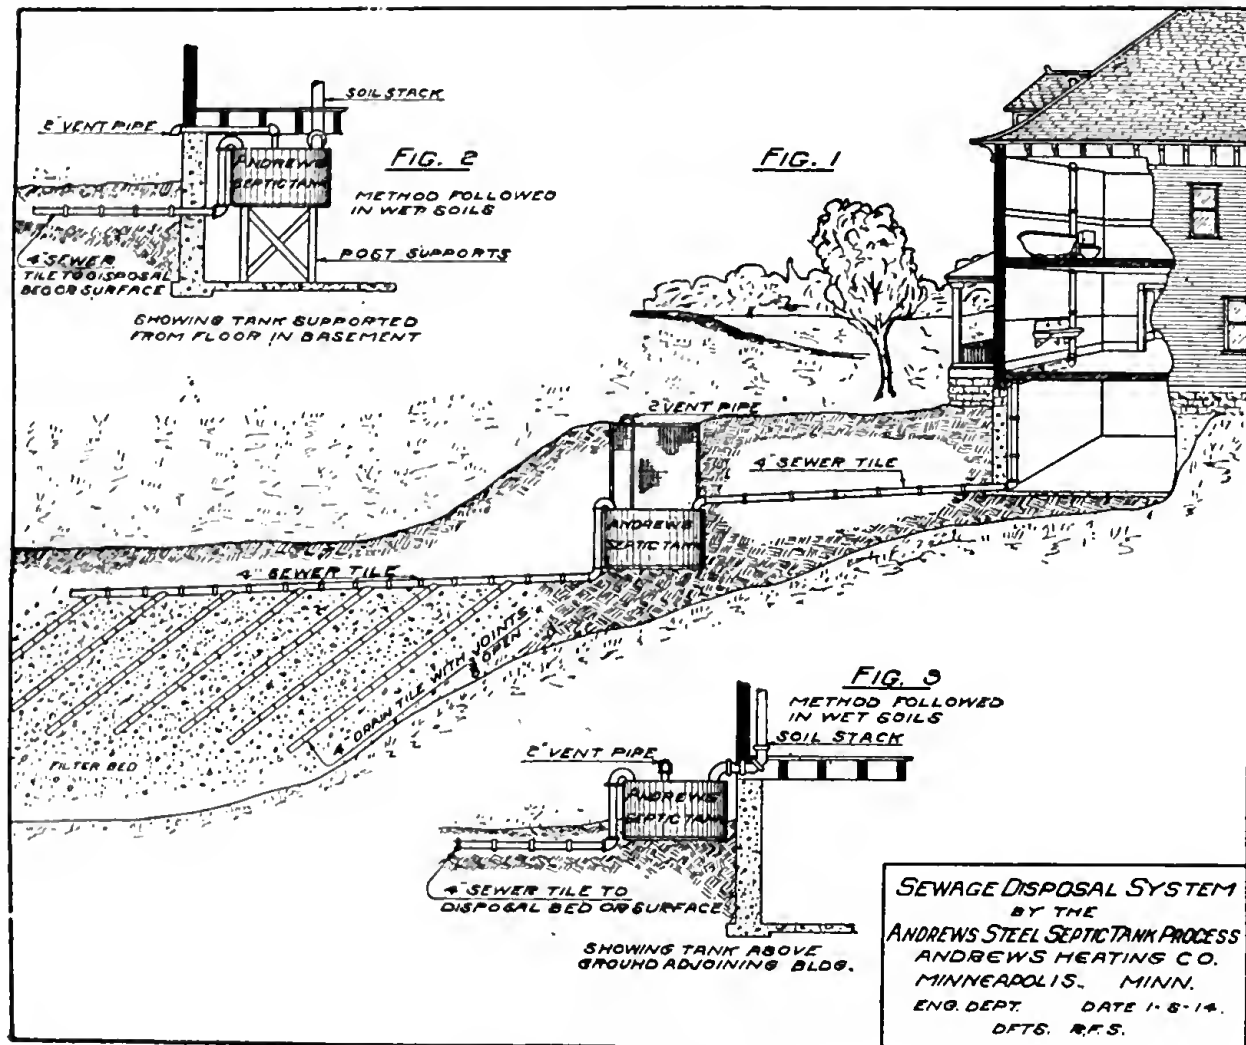 SOIL STACK
2" VENT PIPE
ANDREWS
SEPTIC TANK
FIG. 2
METHOD FOLLOWED
IN WET SOILS
POST SUPPORTS
4" SEWER
TILE TO DISPOSAL
BED OR SURFACE
SHOWING TANK SUPPORTED
FROM FLOOR IN BASEMENT
FIG. 1
2" VENT PIPE
4" SEWER TILE
ANDREWS
SEPTIC TANK
4" SEWER TILE
4" DRAIN TILE WITH JOINTS
OPEN
FILTER BED
FIG. 3
METHOD FOLLOWED
IN WET SOILS
SOIL STACK
2" VENT PIPE
ANDREWS
SEPTIC TANK
4" SEWER TILE TO
DISPOSAL BED OR SURFACE
SHOWING TANK ABOVE
GROUND ADJOINING BLDG.
SEWAGE DISPOSAL SYSTEM
BY THE
ANDREWS STEEL SEPTIC TANK PROCESS
ANDREWS HEATING CO.
MINNEAPOLIS, MINN.
ENG. DEPT. DATE 1-8-14.
DFTS. R.F.S.